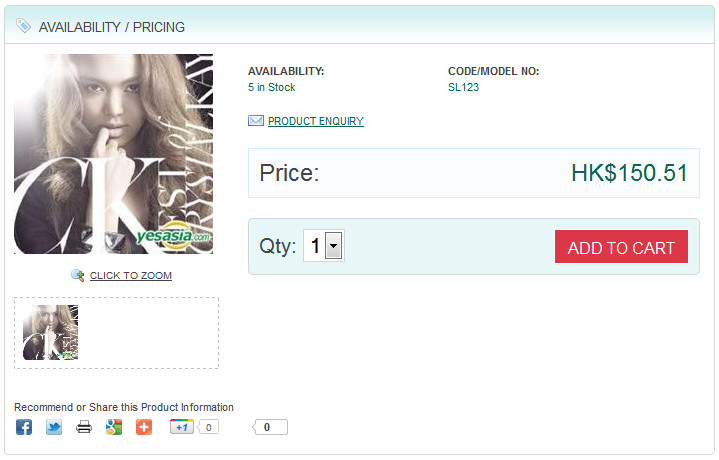 AVAILABILITY / PRICING
AVAILABILITY:
5 in Stock
CODE/MODEL NO:
SL123
PRODUCT ENQUIRY
Price:
HK$150.51
Qty: 1
ADD TO CART
CK
BEST of
CRYSTAL KAY
yesasia.com
CLICK TO ZOOM
CK
Recommend or Share this Product Information
+1
0
0